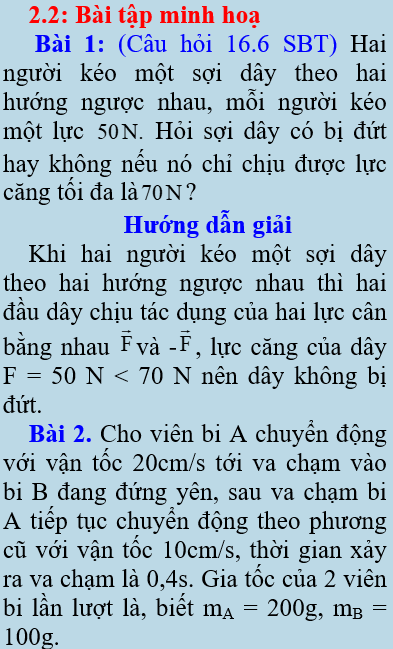 2.2: Bài tập minh hoạ
Bài 1: (Câu hỏi 16.6 SBT) Hai
người kéo một sợi dây theo hai
hướng ngược nhau, mỗi người kéo
một lực 50N. Hỏi sợi dây có bị đứt
hay không nếu nó chỉ chịu được lực
căng tối đa là 70N?
Hướng dẫn giải
Khi hai người kéo một sợi dây
theo hai hướng ngược nhau thì hai
đầu dây chịu tác dụng của hai lực cân
bằng nhau F⃗ và -F⃗, lực căng của dây
F = 50 N < 70 N nên dây không bị
đứt.
Bài 2. Cho viên bi A chuyển động
với vận tốc 20cm/s tới va chạm vào
bi B đang đứng yên, sau va chạm bi
A tiếp tục chuyển động theo phương
cũ với vận tốc 10cm/s, thời gian xảy
ra va chạm là 0,4s. Gia tốc của 2 viên
bi lần lượt là, biết mA = 200g, mB =
100g.